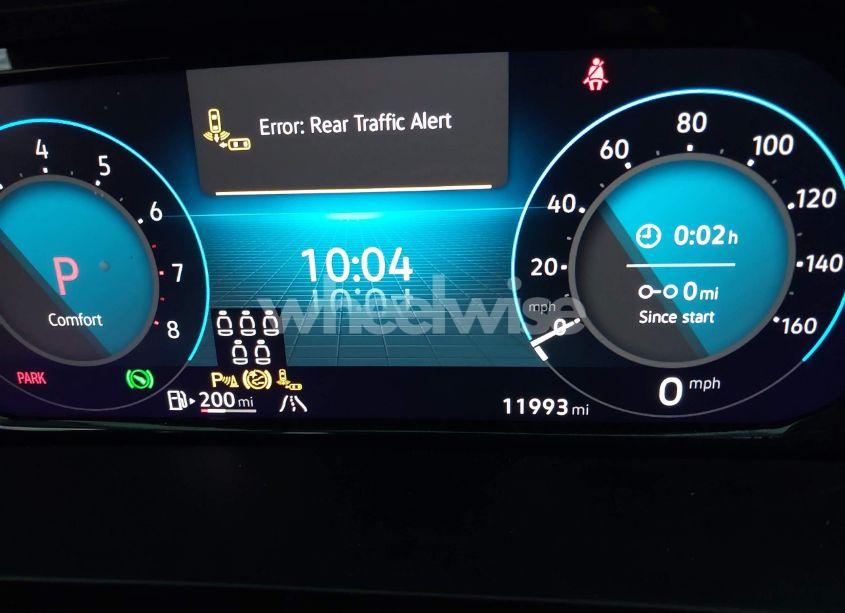 Error: Rear Traffic Alert
4
5
6
7
8
P
Comfort
PARK
10:04
wheelwise
P
200 mi
20
40
60
80
100
120
140
160
mph
0
0:02 h
0 mi
Since start
0 mph
11993 mi